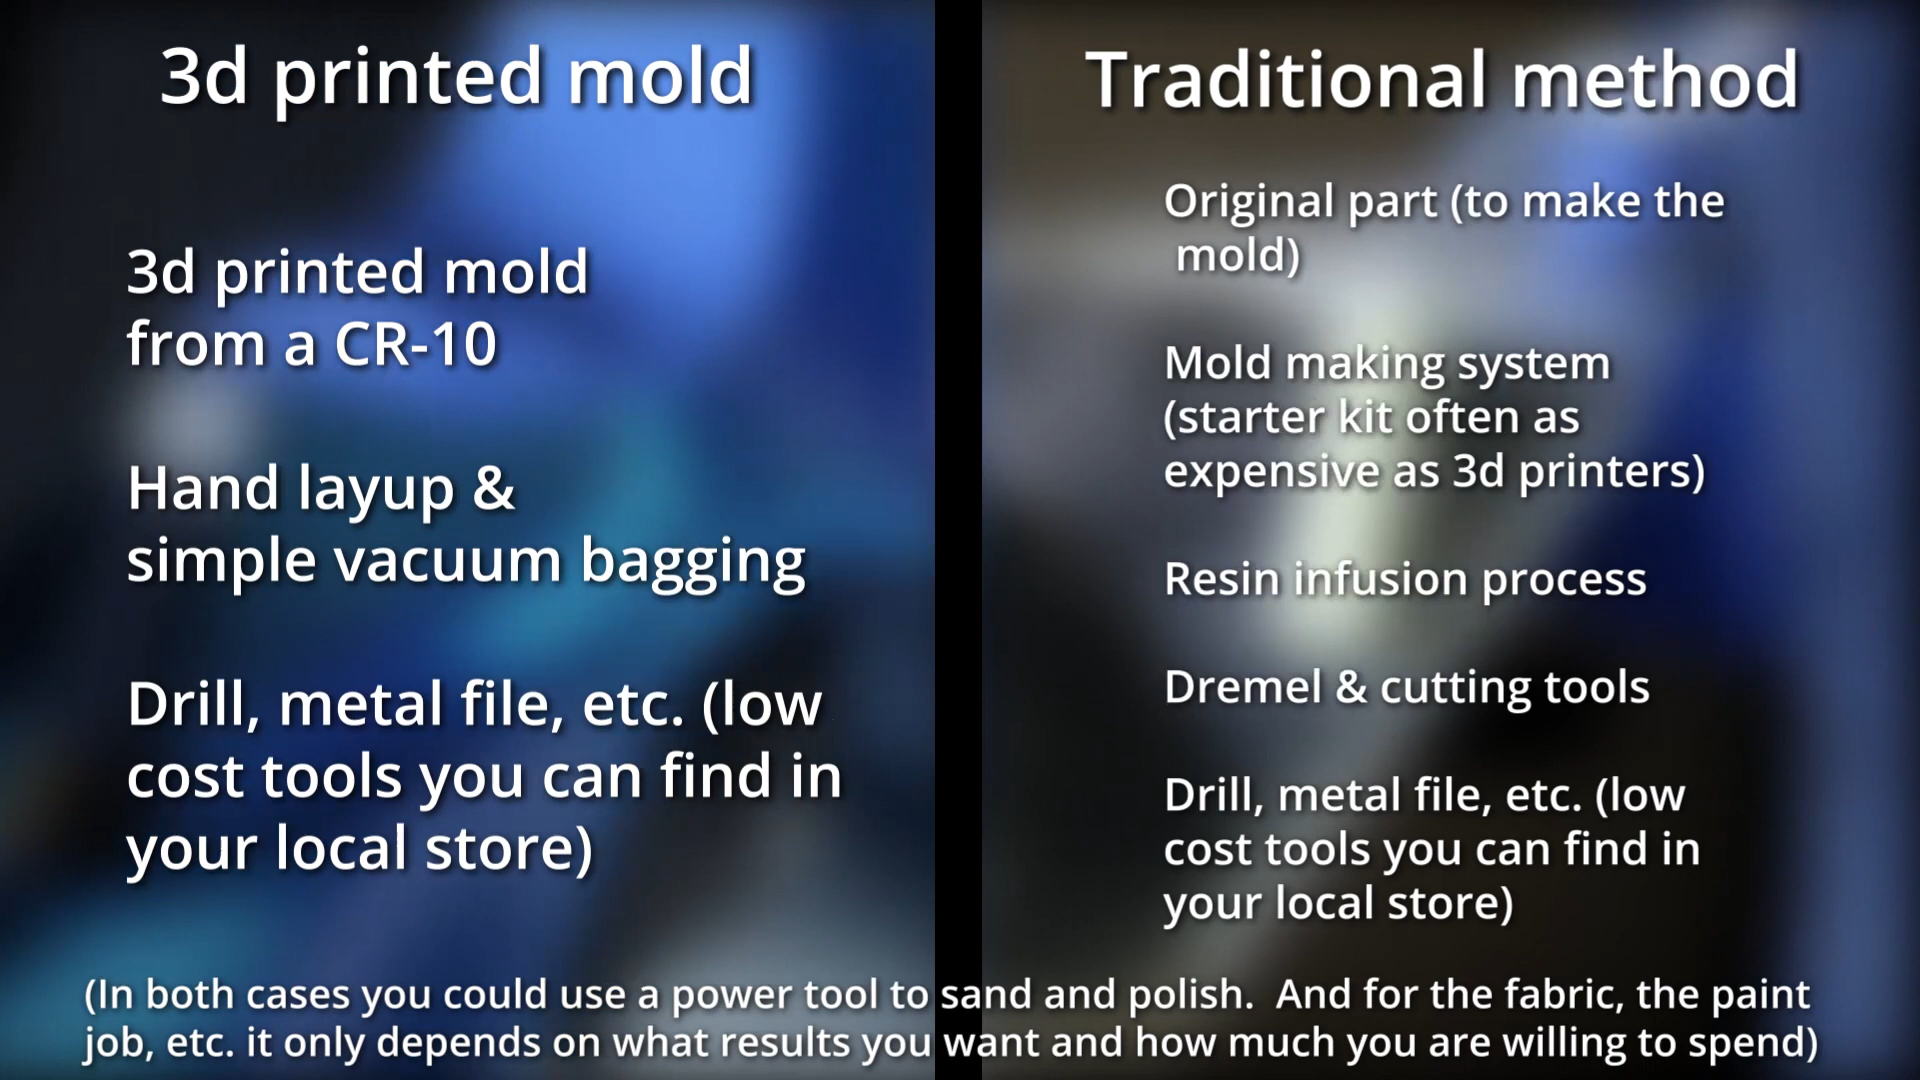 3d printed mold
3d printed mold
from a CR-10
Hand layup &
simple vacuum bagging
Drill, metal file, etc. (low
cost tools you can find in
your local store)
Traditional method
Original part (to make the
mold)
Mold making system
(starter kit often as
expensive as 3d printers)
Resin infusion process
Dremel & cutting tools
Drill, metal file, etc. (low
cost tools you can find in
your local store)
(In both cases you could use a power tool to sand and polish.  And for the fabric, the paint
job, etc. it only depends on what results you want and how much you are willing to spend)